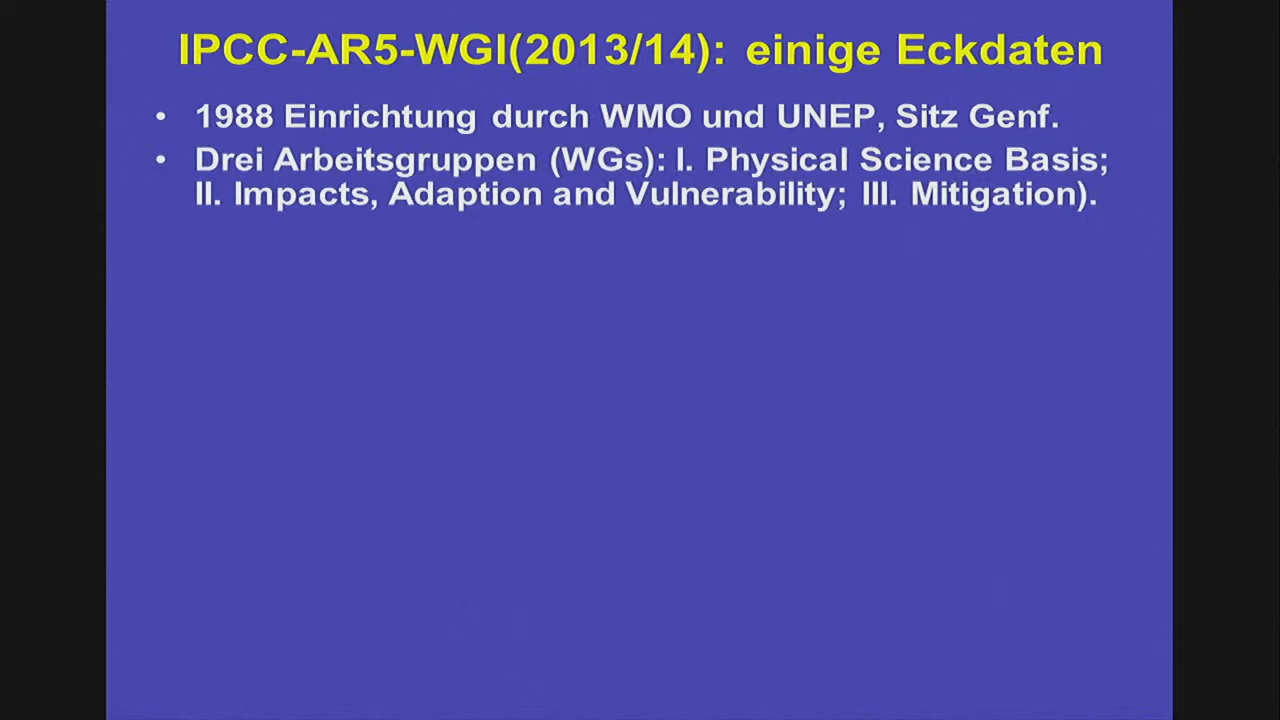 IPCC-AR5-WGI(2013/14): einige Eckdaten
• 1988 Einrichtung durch WMO und UNEP, Sitz Genf.
• Drei Arbeitsgruppen (WGs): I. Physical Science Basis;
II. Impacts, Adaption and Vulnerability; III. Mitigation).